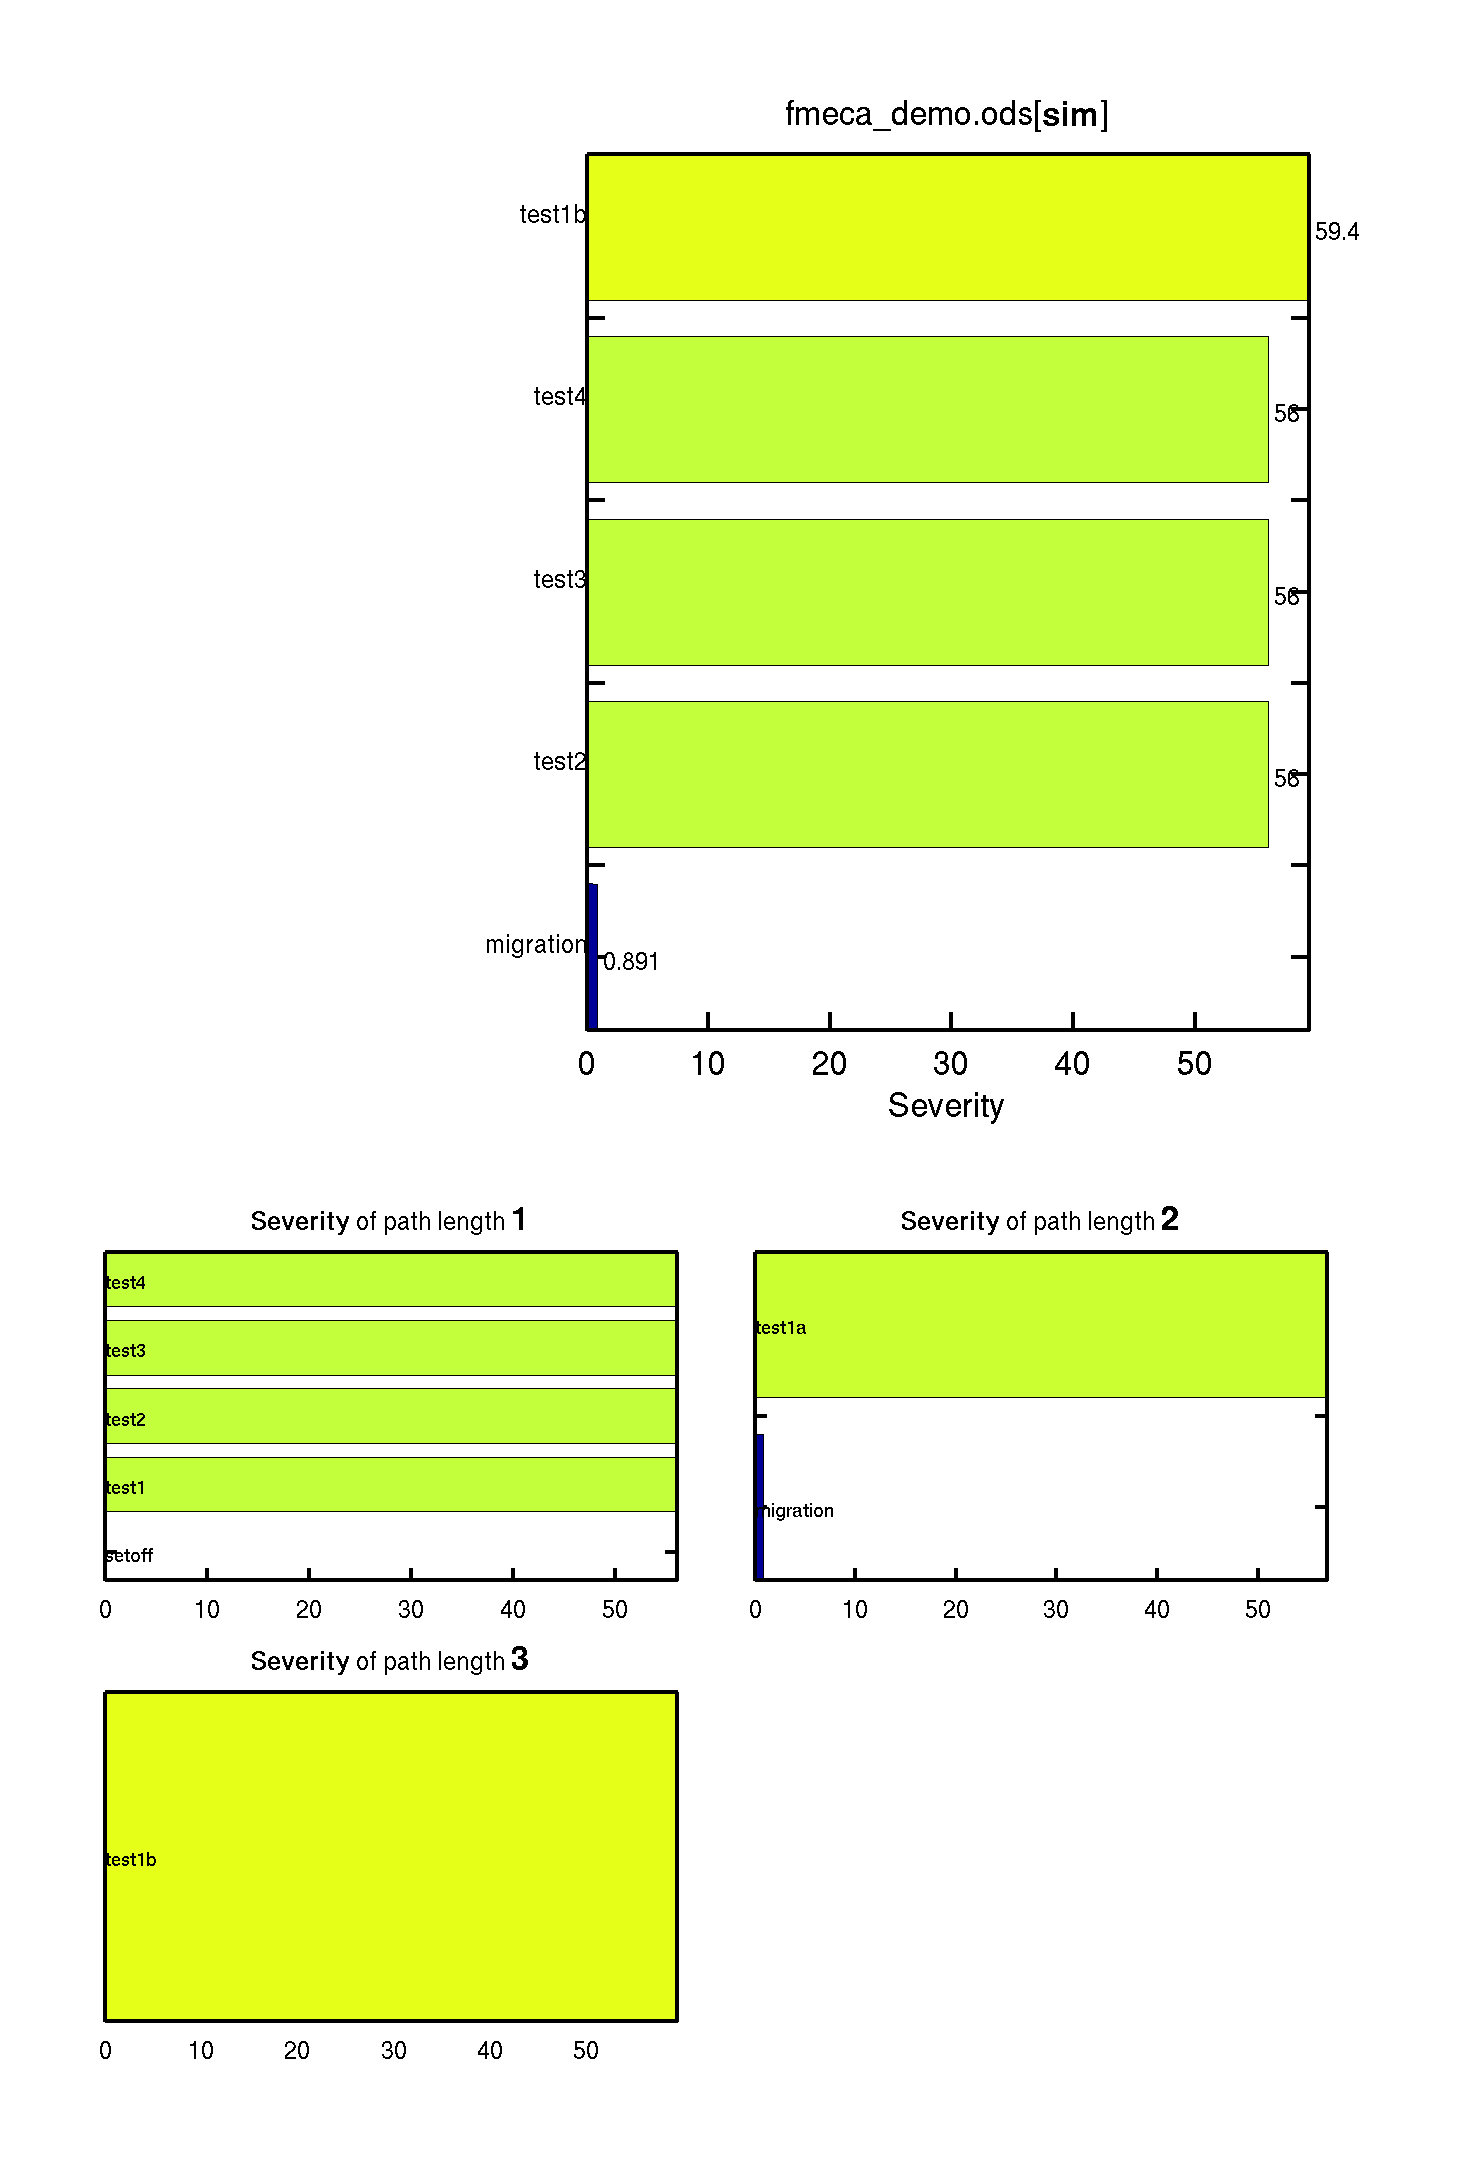 fmeca_demo.ods[sim]
test1b
59.4
test4
56
test3
56
test2
56
migration
0.891
0 10 20 30 40 50
Severity
Severity of path length 1
test4
test3
test2
test1
setoff
0 10 20 30 40 50
Severity of path length 2
test1a
migration
0 10 20 30 40 50
Severity of path length 3
test1b
0 10 20 30 40 50